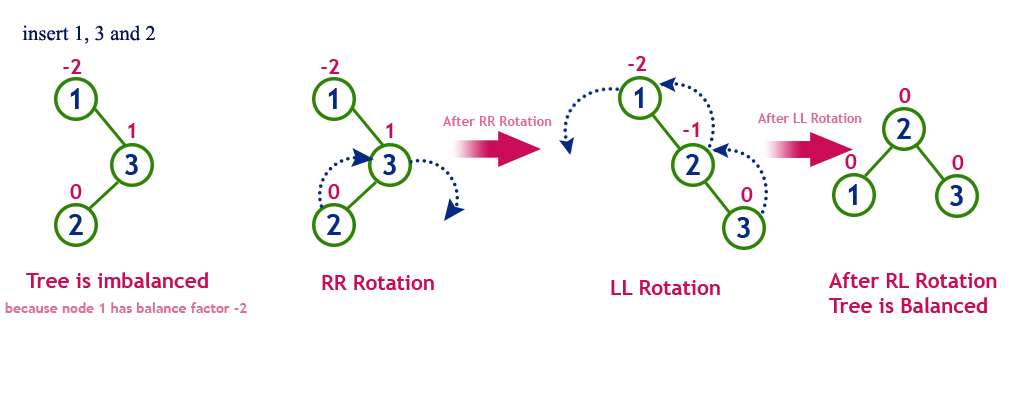 insert 1, 3 and 2
-2
1
1
3
0
2
Tree is imbalanced
because node 1 has balance factor -2
-2
1
1
3
0
2
RR Rotation
After RR Rotation
-2
1
-1
2
0
3
LL Rotation
After LL Rotation
0
2
0
1
0
3
After RL Rotation
Tree is Balanced